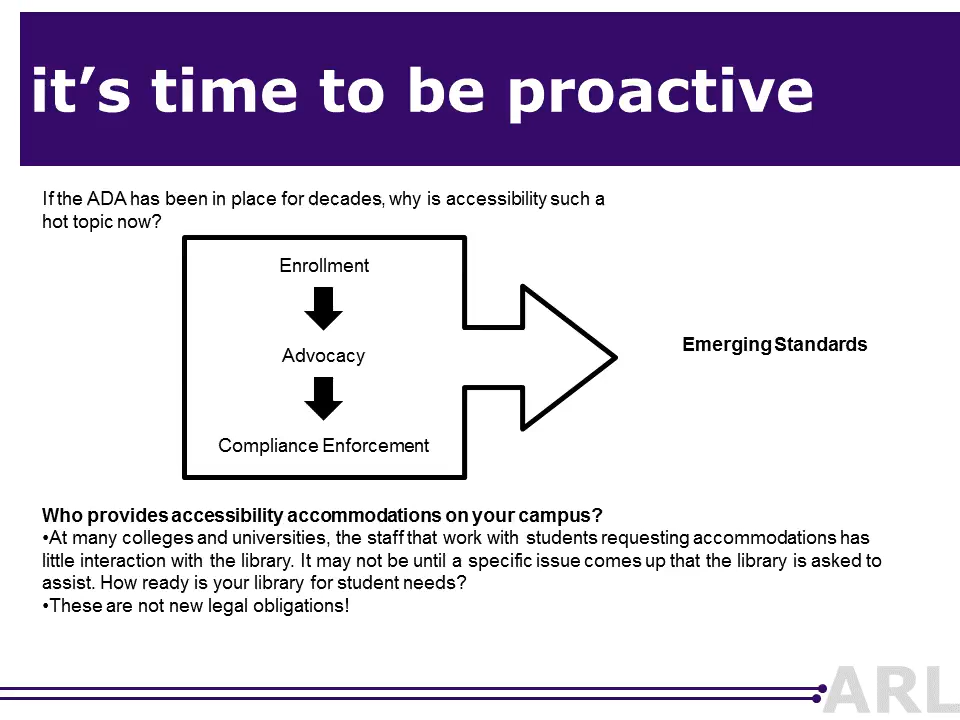 it’s time to be proactive
If the ADA has been in place for decades, why is accessibility such a
hot topic now?
Enrollment
Advocacy
Compliance Enforcement
Emerging Standards
Who provides accessibility accommodations on your campus?
•At many colleges and universities, the staff that work with students requesting accommodations has
little interaction with the library. It may not be until a specific issue comes up that the library is asked to
assist. How ready is your library for student needs?
•These are not new legal obligations!
ARL